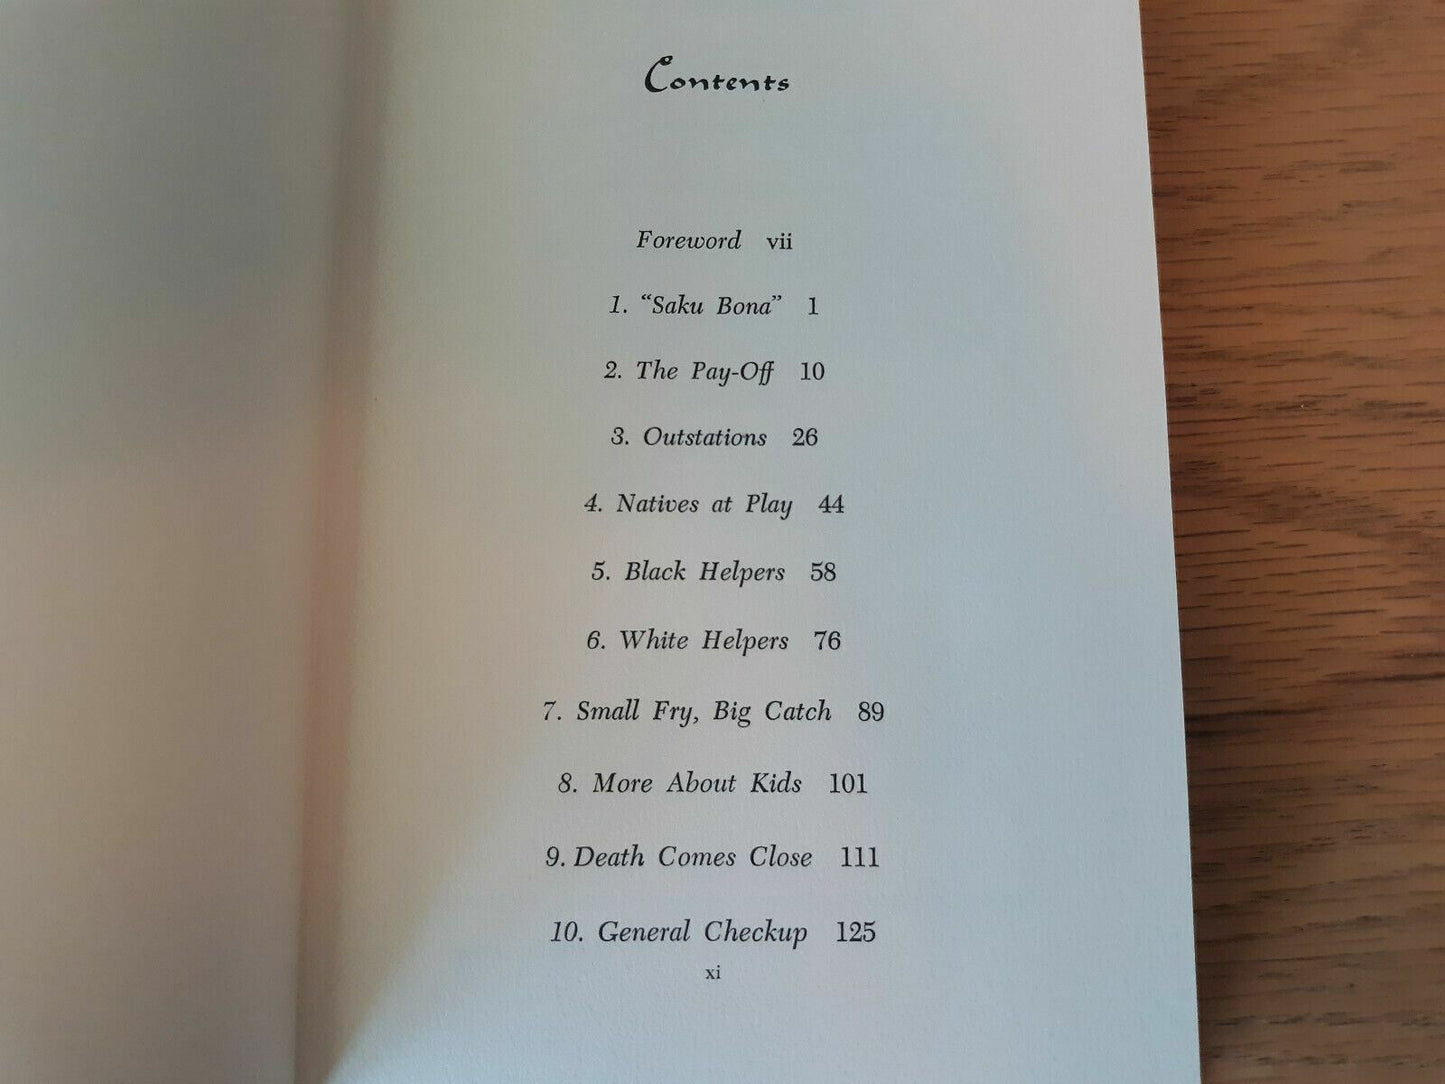 Contents
Foreword vii
1. “Saku Bona” 1
2. The Pay-Off 10
3. Outstations 26
4. Natives at Play 44
5. Black Helpers 58
6. White Helpers 76
7. Small Fry, Big Catch 89
8. More About Kids 101
9. Death Comes Close 111
10. General Checkup 125
xi